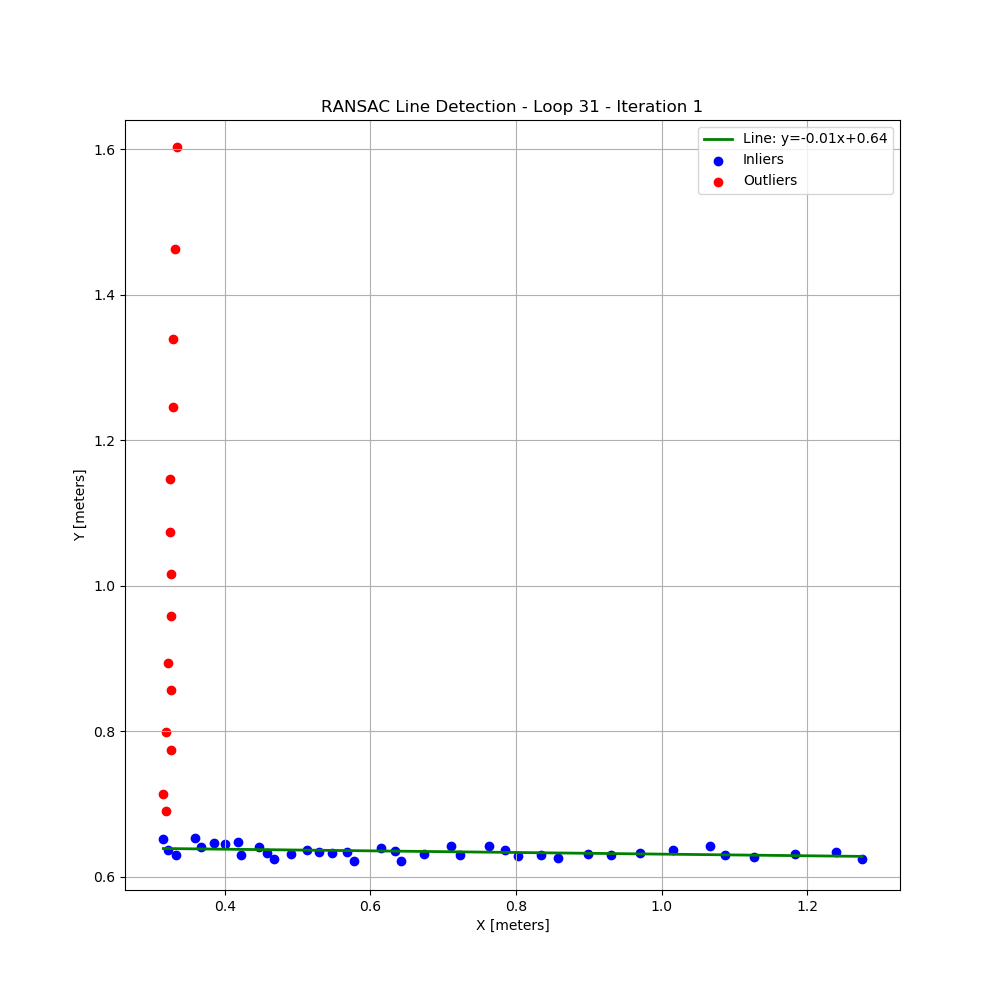 RANSAC Line Detection - Loop 31 - Iteration 1
Line: y=-0.01x+0.64
Inliers
Outliers
1.6
1.4
1.2
1.0
0.8
0.6
Y [meters]
0.4 0.6 0.8 1.0 1.2
X [meters]